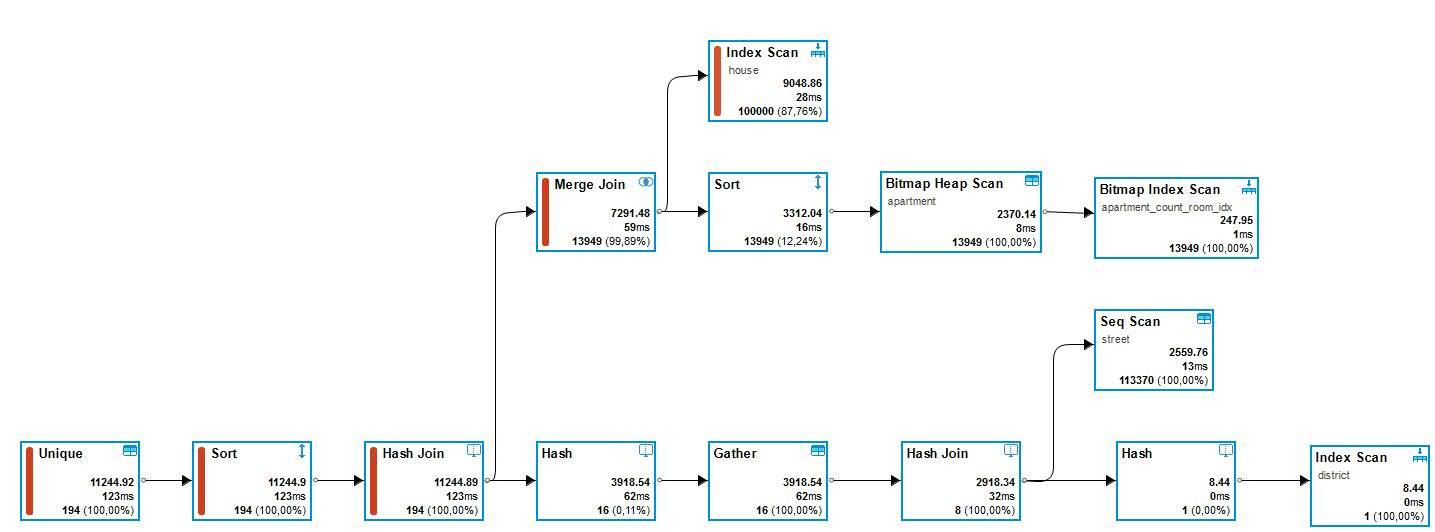 Index Scan
house
9048.86
28ms
100000 (87,76%)
Merge Join
7291.48
59ms
13949 (99,89%)
Sort
3312.04
16ms
13949 (12,24%)
Bitmap Heap Scan
apartment
2370.14
8ms
13949 (100,00%)
Bitmap Index Scan
apartment_count_room_idx
247.95
1ms
13949 (100,00%)
Seq Scan
street
2559.76
13ms
113370 (100,00%)
Unique
11244.92
123ms
194 (100,00%)
Sort
11244.9
123ms
194 (100,00%)
Hash Join
11244.89
123ms
194 (100,00%)
Hash
3918.54
62ms
16 (0,11%)
Gather
3918.54
62ms
16 (100,00%)
Hash Join
2918.34
32ms
8 (100,00%)
Hash
8.44
0ms
1 (0,00%)
Index Scan
district
8.44
0ms
1 (100,00%)